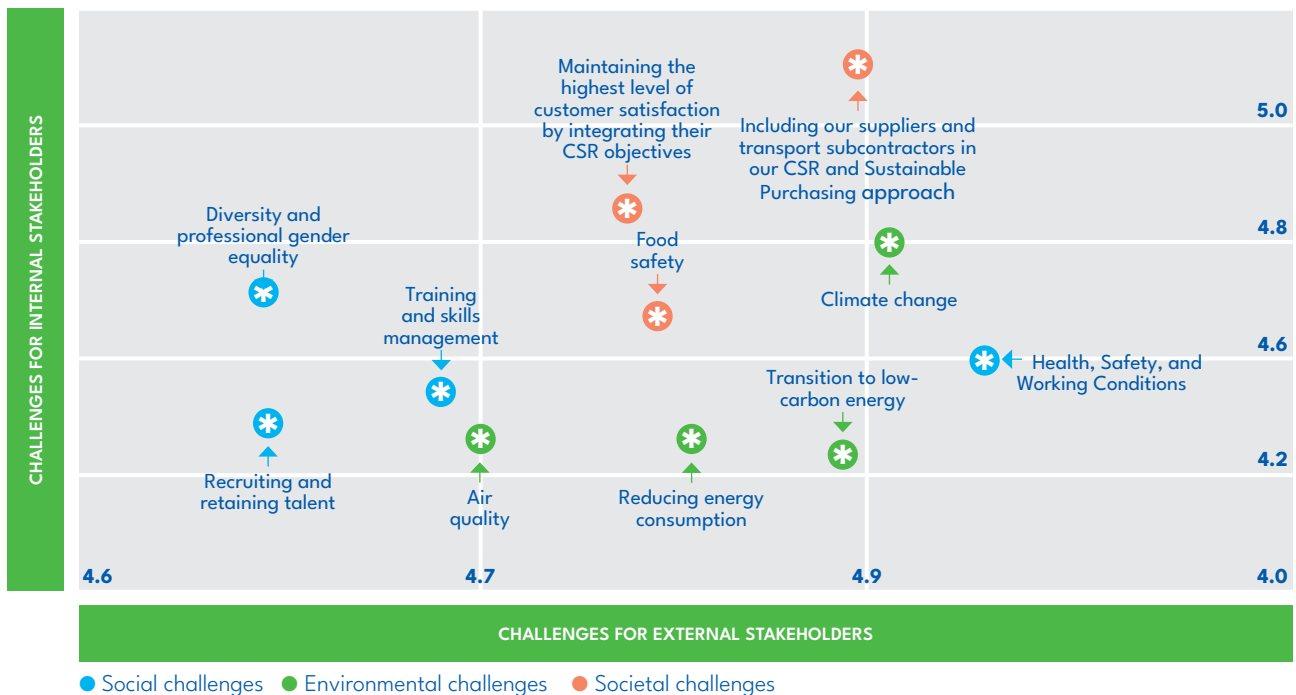 CHALLENGES FOR INTERNAL STAKEHOLDERS
Maintaining the
highest level of
customer satisfaction
by integrating their
CSR objectives
Including our suppliers and
transport subcontractors in
our CSR and Sustainable
Purchasing approach
5.0
Diversity and
professional gender
equality
Food
safety
4.8
Training
and skills
management
Climate change
4.6
Health, Safety, and
Working Conditions
Transition to low-
carbon energy
Recruiting and
retaining talent
Air
quality
Reducing energy
consumption
4.2
4.6
4.7
4.9
4.0
CHALLENGES FOR EXTERNAL STAKEHOLDERS
Social challenges
Environmental challenges
Societal challenges